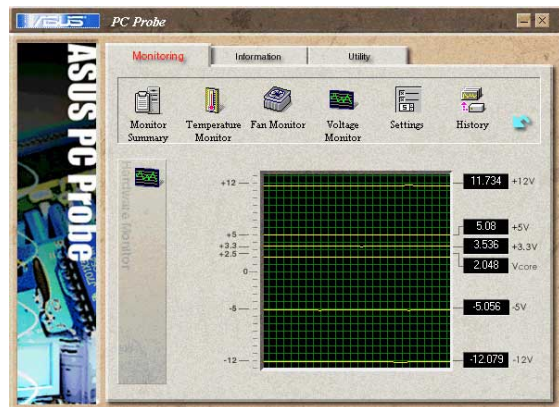 ASUS PC Probe
ASUS PC Probe
Monitoring
Information
Utility
Monitor Summary
Temperature Monitor
Fan Monitor
Voltage Monitor
Settings
History
Hardware Monitor
+12
+5
+3.3
+2.5
0
-5
-12
11.734 +12V
5.08 +5V
3.536 +3.3V
2.048 Vcore
-5.056 -5V
-12.079 -12V